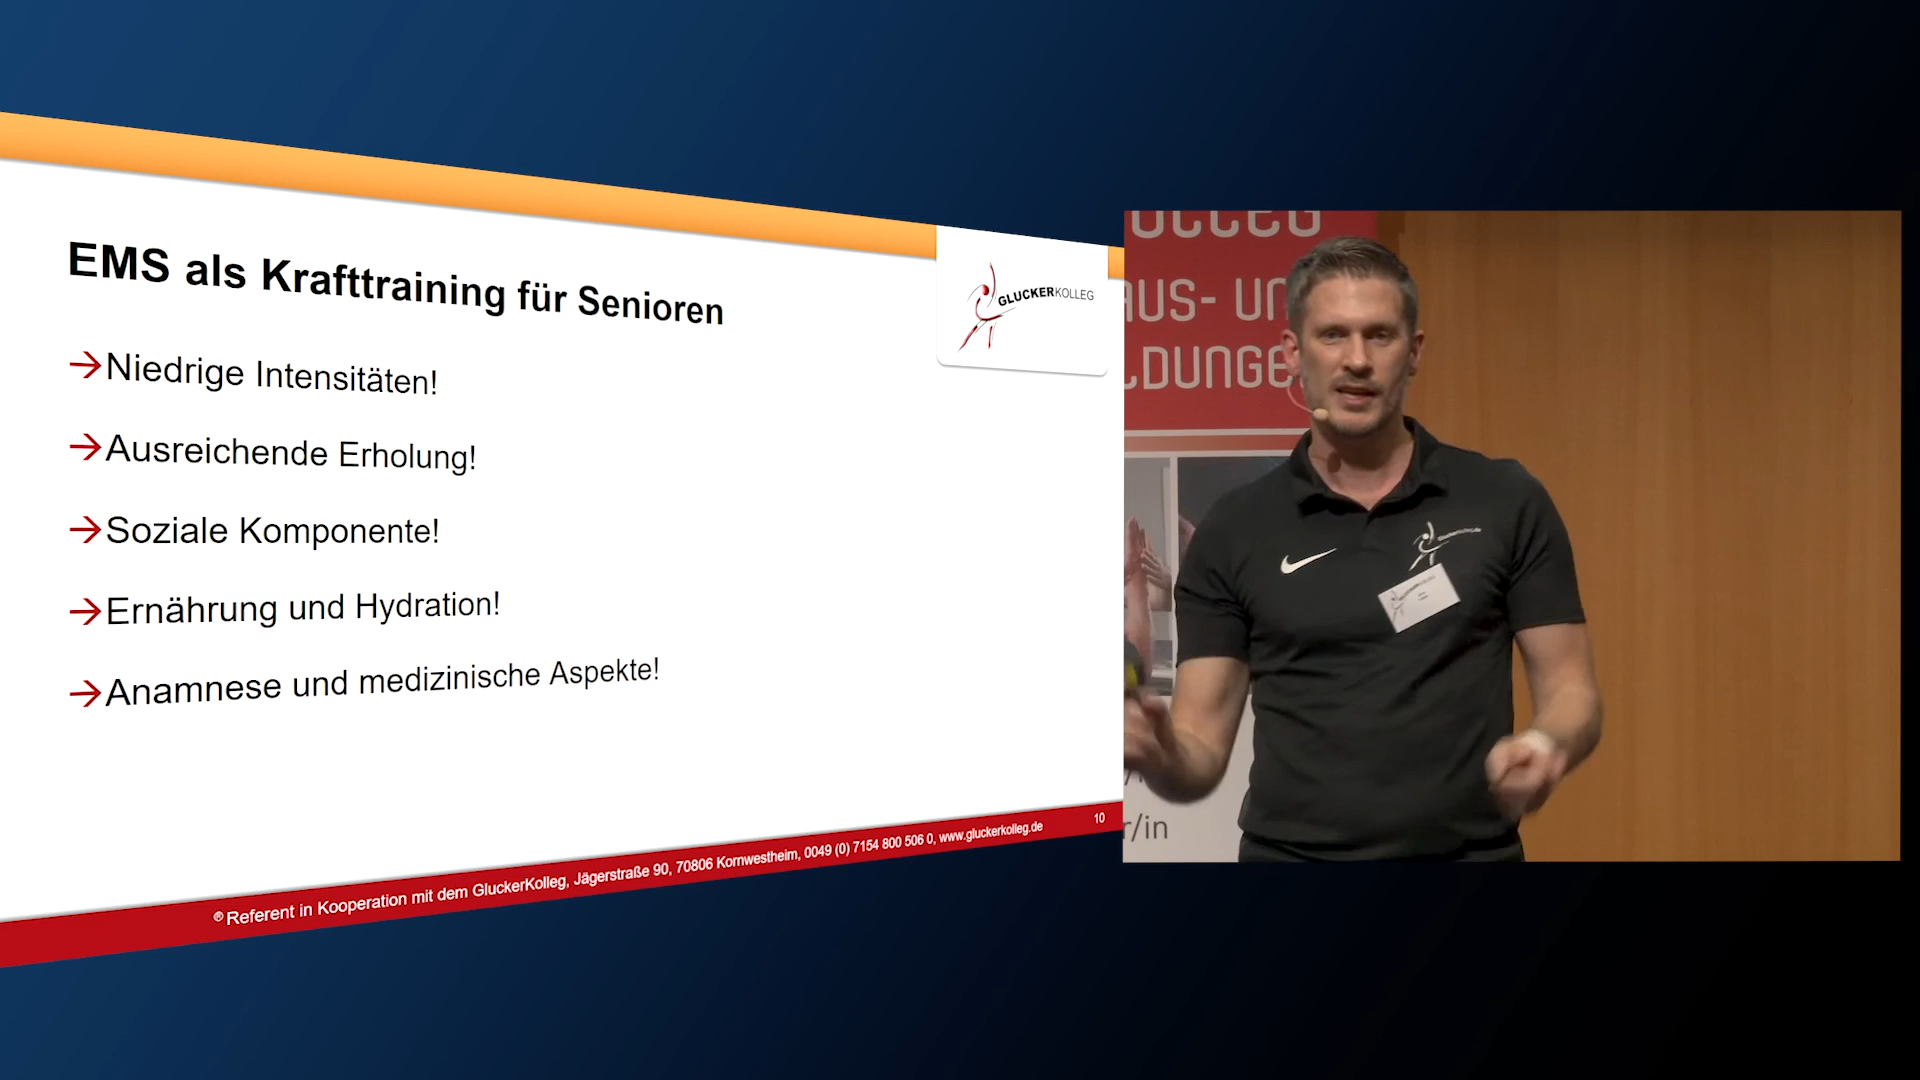 EMS als Krafttraining für Senioren
GLUCKERKOLLEG
→Niedrige Intensitäten!
→Ausreichende Erholung!
→Soziale Komponente!
→Ernährung und Hydration!
→Anamnese und medizinische Aspekte!
10
® Referent in Kooperation mit dem GluckerKolleg, Jägerstraße 90, 70806 Kornwestheim, 0049 (0) 7154 800 506 0, www.gluckerkolleg.de
OLLEG
AUS- UN
LDUNGE
r/in